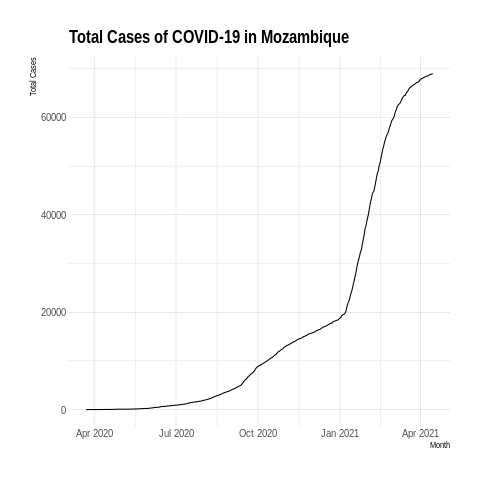 Total Cases of COVID-19 in Mozambique
Total Cases
60000
40000
20000
0
Apr 2020 Jul 2020 Oct 2020 Jan 2021 Apr 2021
Month